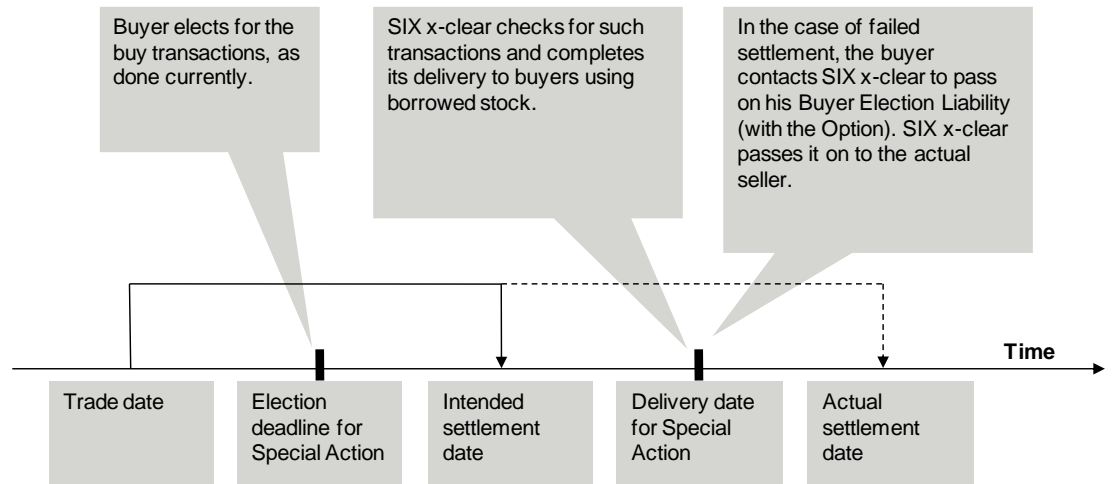 Buyer elects for the
buy transactions, as
done currently.
SIX x-clear checks for such
transactions and completes
its delivery to buyers using
borrowed stock.
In the case of failed
settlement, the buyer
contacts SIX x-clear to pass
on his Buyer Election Liability
(with the Option). SIX x-clear
passes it on to the actual
seller.
Time
Trade date
Election
deadline for
Special Action
Intended
settlement
date
Delivery date
for Special
Action
Actual
settlement
date